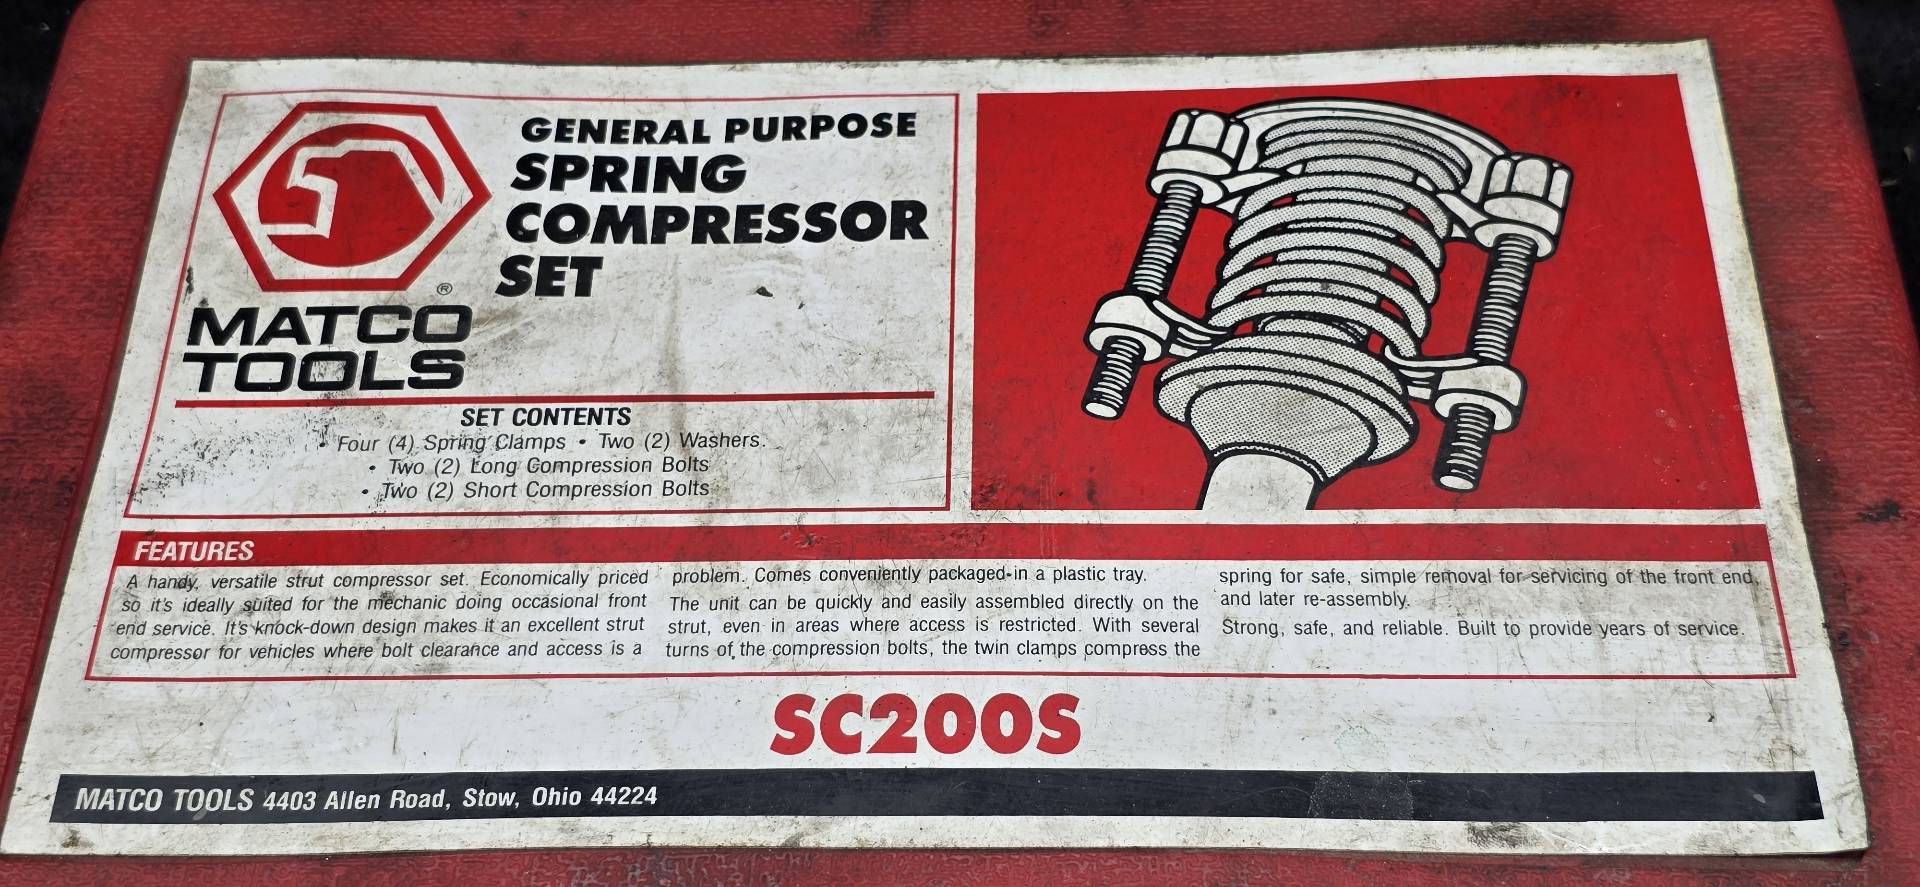 GENERAL PURPOSE
SPRING
COMPRESSOR
SET
®
MATCO
TOOLS
SET CONTENTS
• Four (4) Spring Clamps • Two (2) Washers.
• Two (2) Long Compression Bolts
• Two (2) Short Compression Bolts
FEATURES
A handy, versatile strut compressor set. Economically priced
so it's ideally suited for the mechanic doing occasional front
end service. It's knock-down design makes it an excellent strut
compressor for vehicles where bolt clearance and access is a
problem. Comes conveniently packaged in a plastic tray.
The unit can be quickly and easily assembled directly on the
strut, even in areas where access is restricted. With several
turns of the compression bolts, the twin clamps compress the
spring for safe, simple removal for servicing of the front end,
and later re-assembly.
Strong, safe, and reliable. Built to provide years of service.
SC200S
MATCO TOOLS 4403 Allen Road, Stow, Ohio 44224